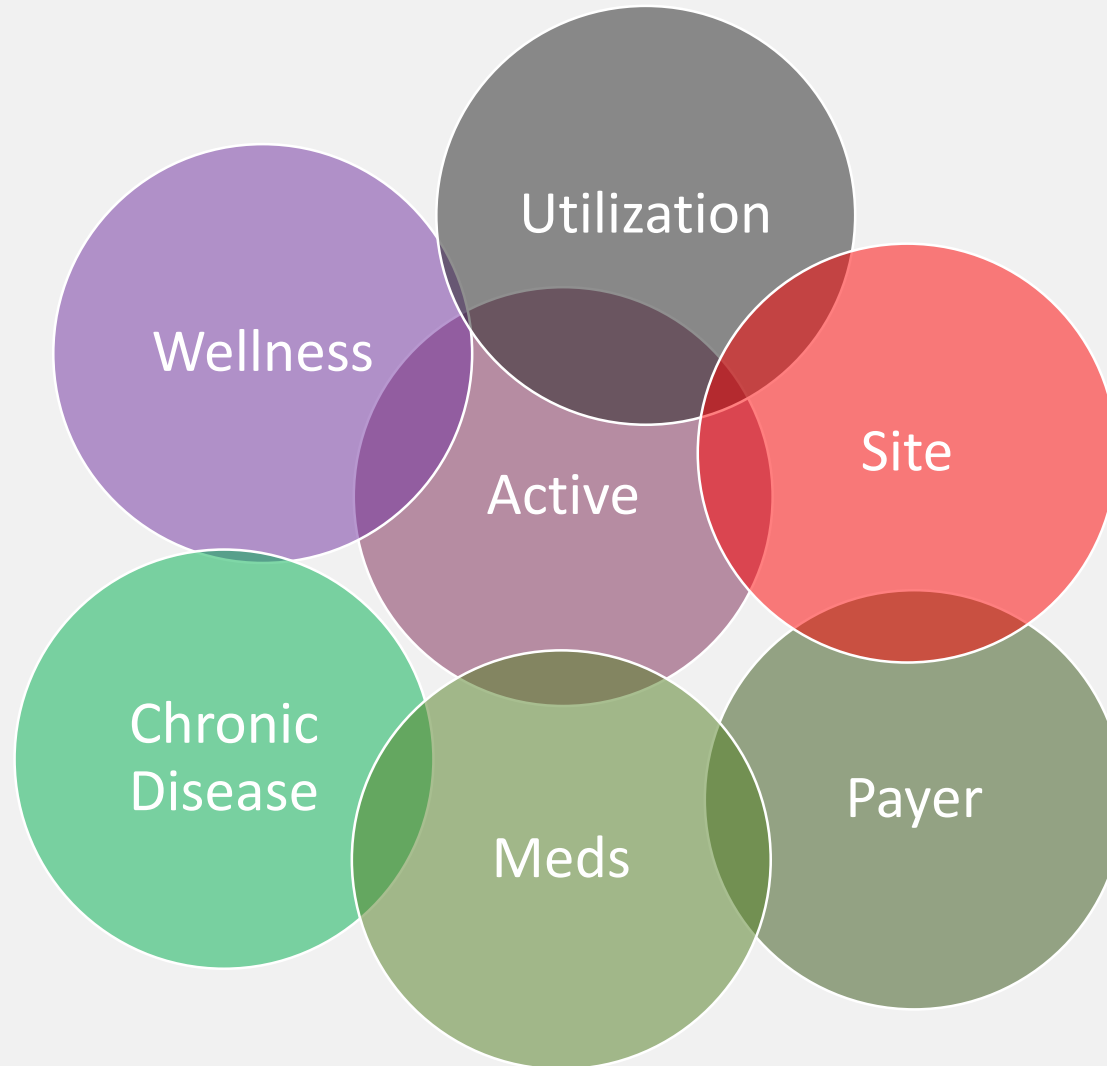 Utilization
Wellness
Site
Active
Chronic
Disease
Payer
Meds